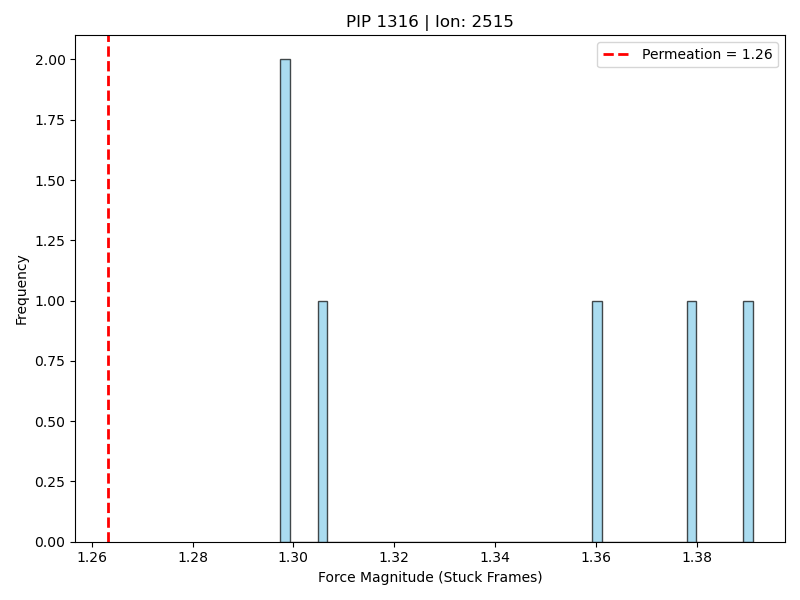 PIP 1316 | Ion: 2515
Permeation = 1.26
Frequency
2.00
1.75
1.50
1.25
1.00
0.75
0.50
0.25
0.00
1.26 1.28 1.30 1.32 1.34 1.36 1.38
Force Magnitude (Stuck Frames)